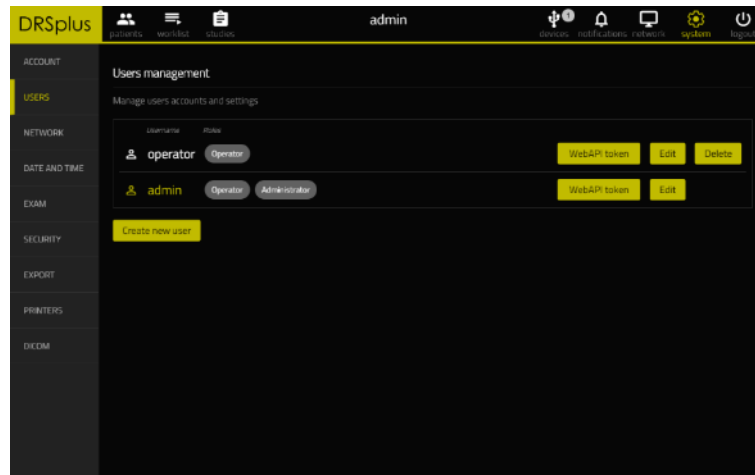 DRSplus
patients worklist studies
admin
1
devices notifications network system logout
ACCOUNT
USERS
NETWORK
DATE AND TIME
EXAM
SECURITY
EXPORT
PRINTERS
DICOM
Users management
Manage users accounts and settings
Username Roles
operator Operator WebAPI token Edit Delete
admin Operator Administrator WebAPI token Edit
Create new user